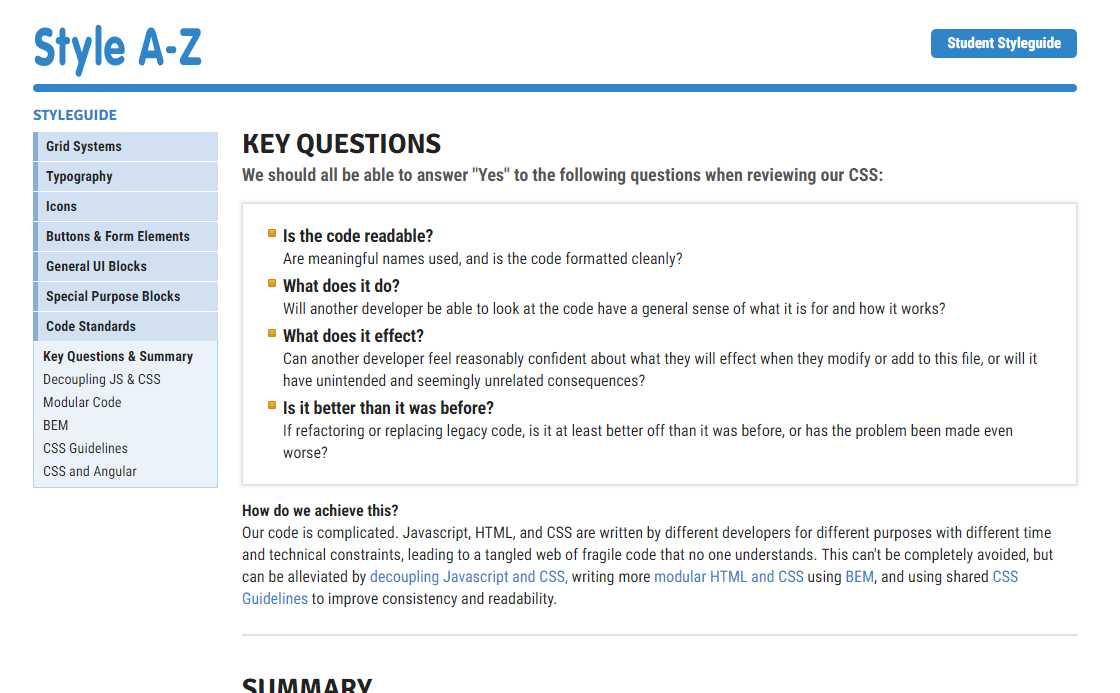 Style A-Z
Student Styleguide
STYLEGUIDE
Grid Systems
Typography
Icons
Buttons & Form Elements
General UI Blocks
Special Purpose Blocks
Code Standards
Key Questions & Summary
Decoupling JS & CSS
Modular Code
BEM
CSS Guidelines
CSS and Angular
KEY QUESTIONS
We should all be able to answer "Yes" to the following questions when reviewing our CSS:
Is the code readable?
Are meaningful names used, and is the code formatted cleanly?
What does it do?
Will another developer be able to look at the code have a general sense of what it is for and how it works?
What does it effect?
Can another developer feel reasonably confident about what they will effect when they modify or add to this file, or will it
have unintended and seemingly unrelated consequences?
Is it better than it was before?
If refactoring or replacing legacy code, is it at least better off than it was before, or has the problem been made even
worse?
How do we achieve this?
Our code is complicated. Javascript, HTML, and CSS are written by different developers for different purposes with different time
and technical constraints, leading to a tangled web of fragile code that no one understands. This can't be completely avoided, but
can be alleviated by decoupling Javascript and CSS, writing more modular HTML and CSS using BEM, and using shared CSS
Guidelines to improve consistency and readability.
SUMMARY